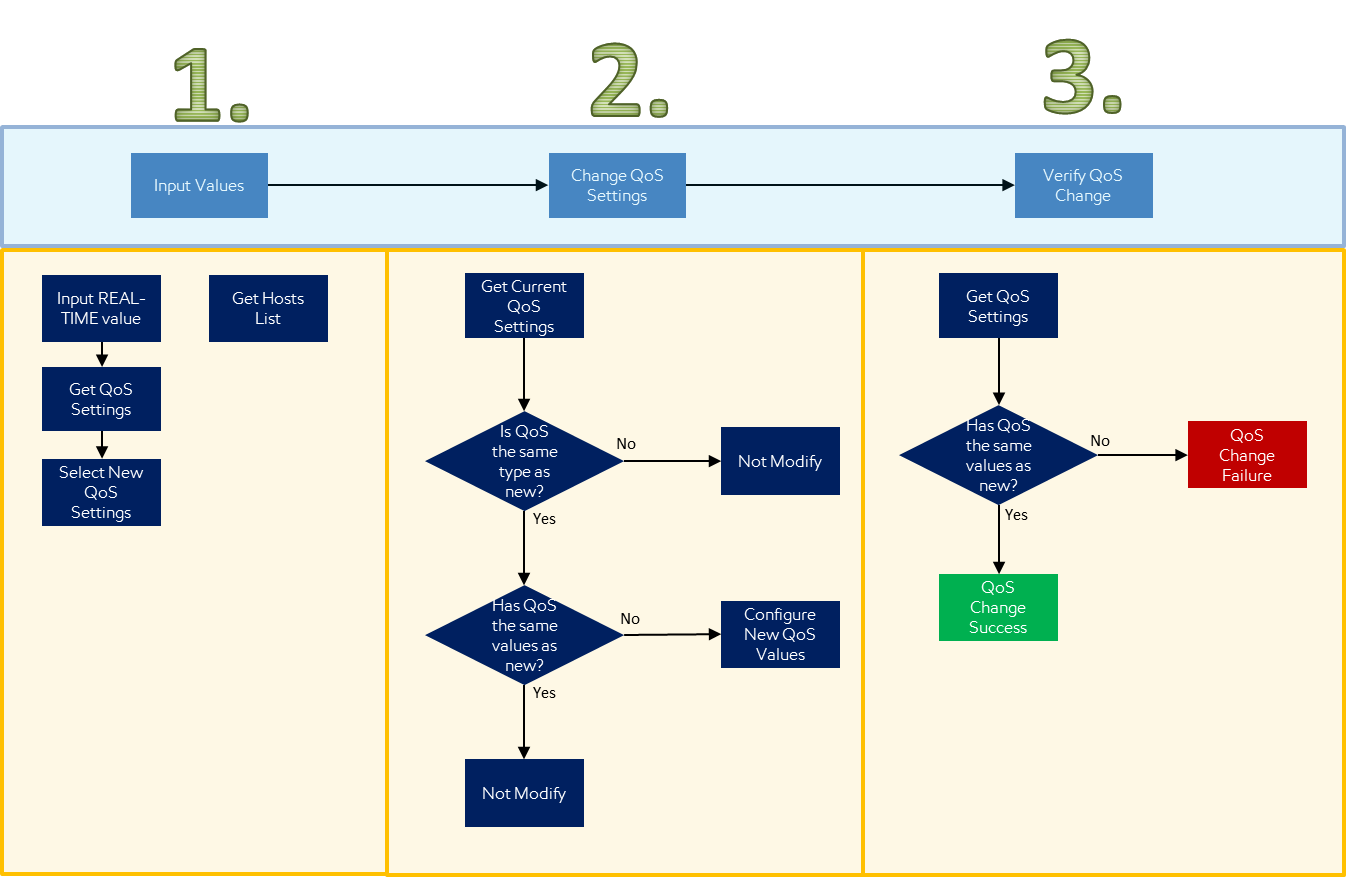 1.
2.
3.
Input Values
Change QoS
Settings
Verify QoS
Change
Input REAL-
TIME value
Get Hosts
List
Get QoS
Settings
Select New
QoS
Settings
Get Current
QoS
Settings
Is QoS
the same
type as
new?
No
Not Modify
Yes
Has QoS
the same
values as
new?
No
Configure
New QoS
Values
Yes
Not Modify
Get QoS
Settings
Has QoS
the same
values as
new?
No
QoS
Change
Failure
Yes
QoS
Change
Success